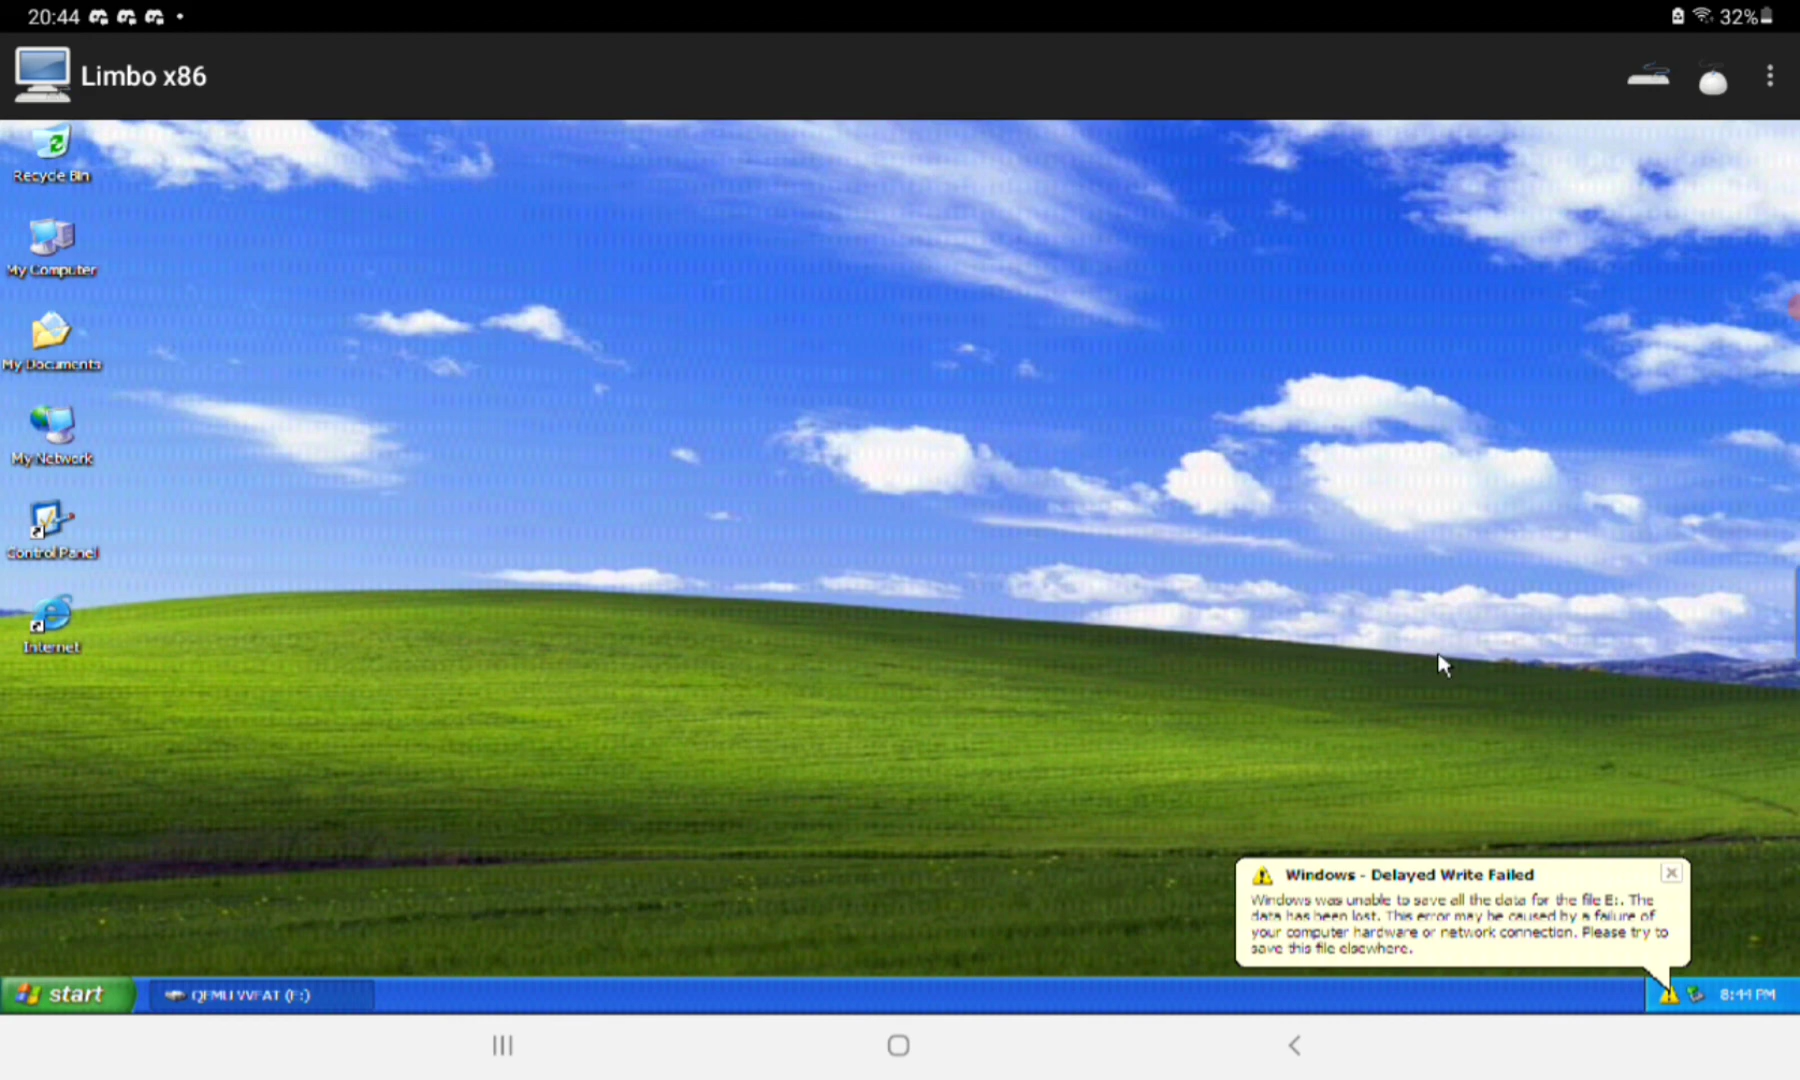 20:44
32%
Limbo x86
Recycle Bin
My Computer
My Documents
My Network
Control Panel
Internet
Windows - Delayed Write Failed
Windows was unable to save all the data for the file E:. The
data has been lost. This error may be caused by a failure of
your computer hardware or network connection. Please try to
save this file elsewhere.
start
QEMU VVFAT (E:)
8:44 PM